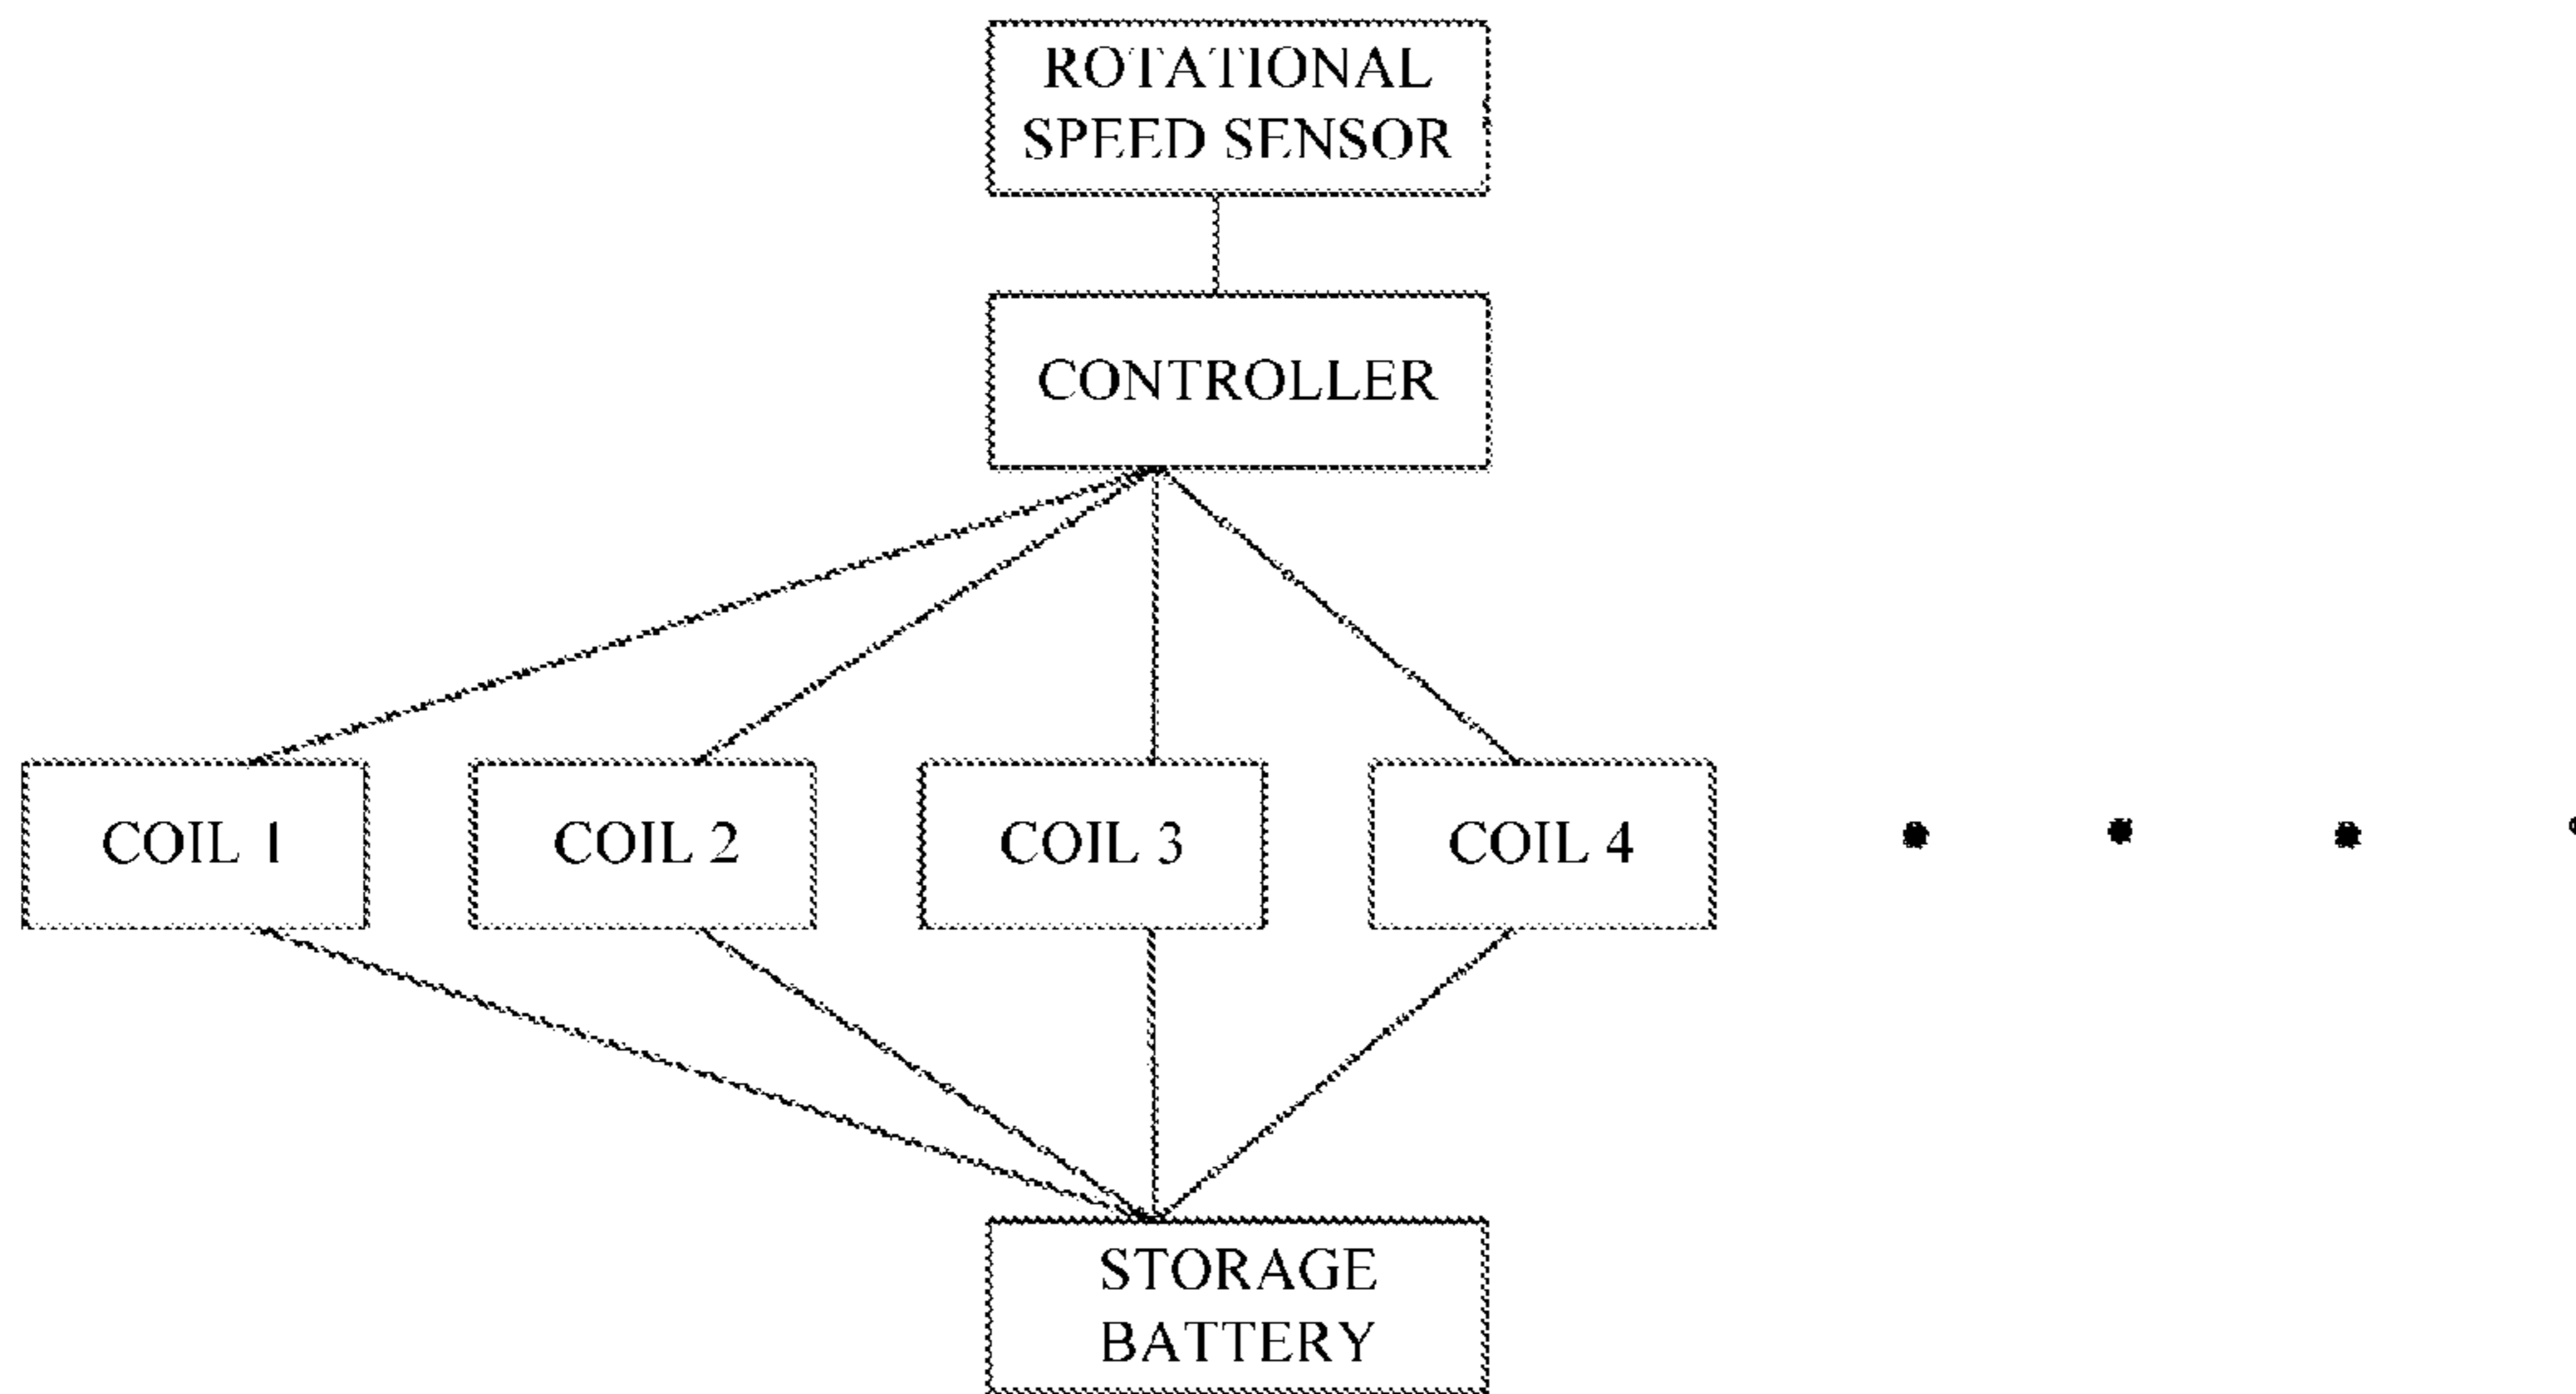 ROTATIONAL
SPEED SENSOR
CONTROLLER
COIL 1
COIL 2
COIL 3
COIL 4
STORAGE
BATTERY